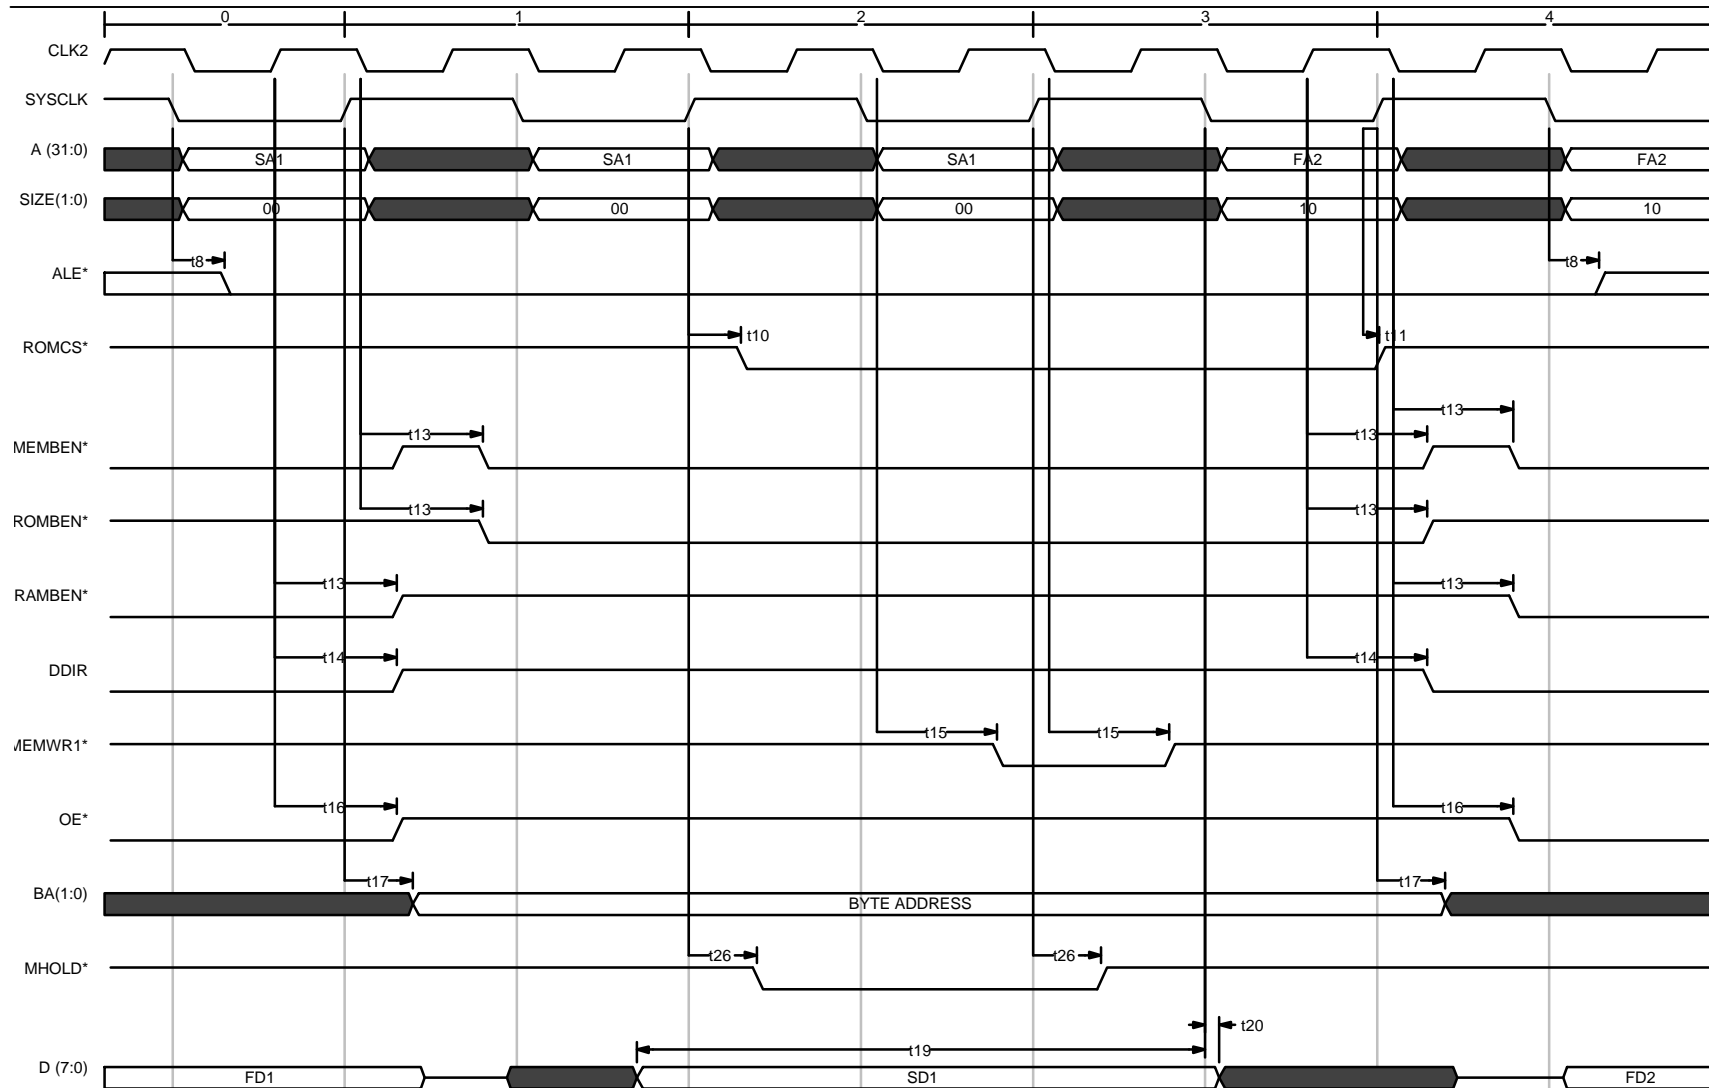 0 1 2 3 4
CLK2
SYSCLK
A (31:0) SA1 SA1 SA1 FA2 FA2
SIZE(1:0) 00 00 00 10 10
t8 t8
ALE*
t10 t11
ROMCS*
t13
t13 t13
MEMBEN*
t13 t13
ROMBEN*
t13 t13
RAMBEN*
t14 t14
DDIR
t15 t15
MEMWR1*
t16 t16
OE*
t17 t17
BA(1:0) BYTE ADDRESS
t26 t26
MHOLD*
t20
t19
D (7:0) FD1 SD1 FD2